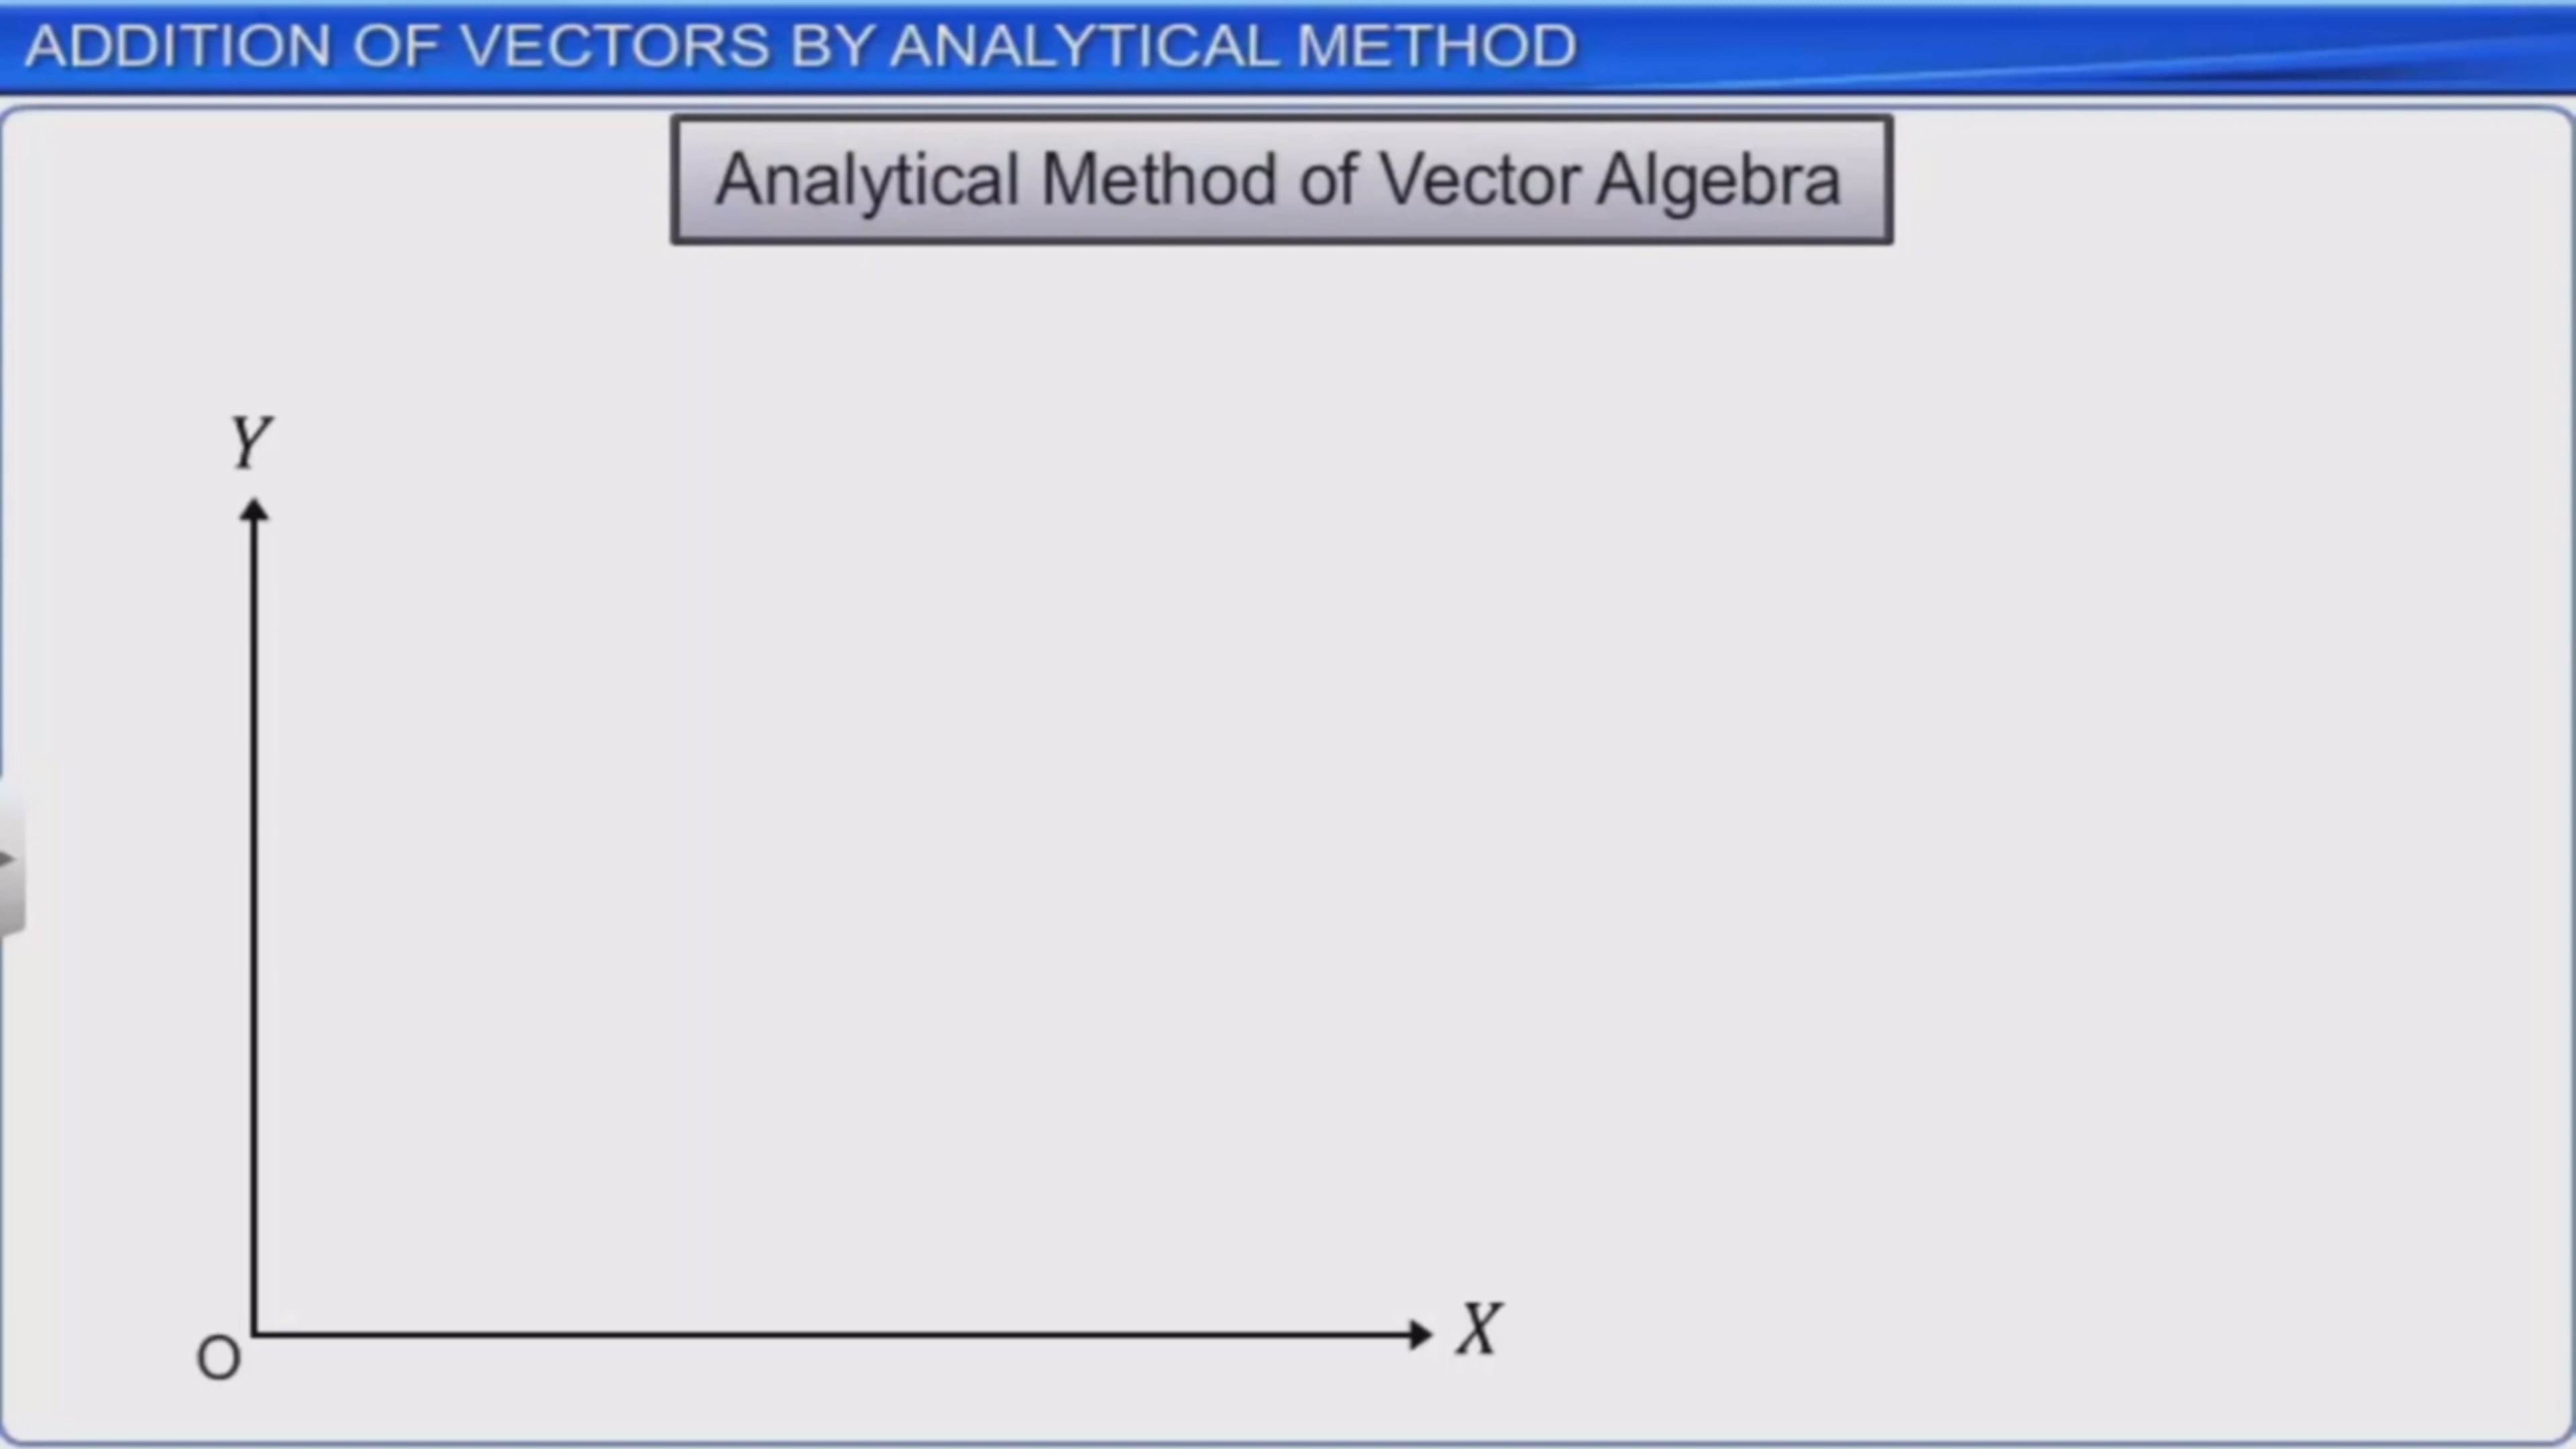 ADDITION OF VECTORS BY ANALYTICAL METHOD
Analytical Method of Vector Algebra
Y
X
O